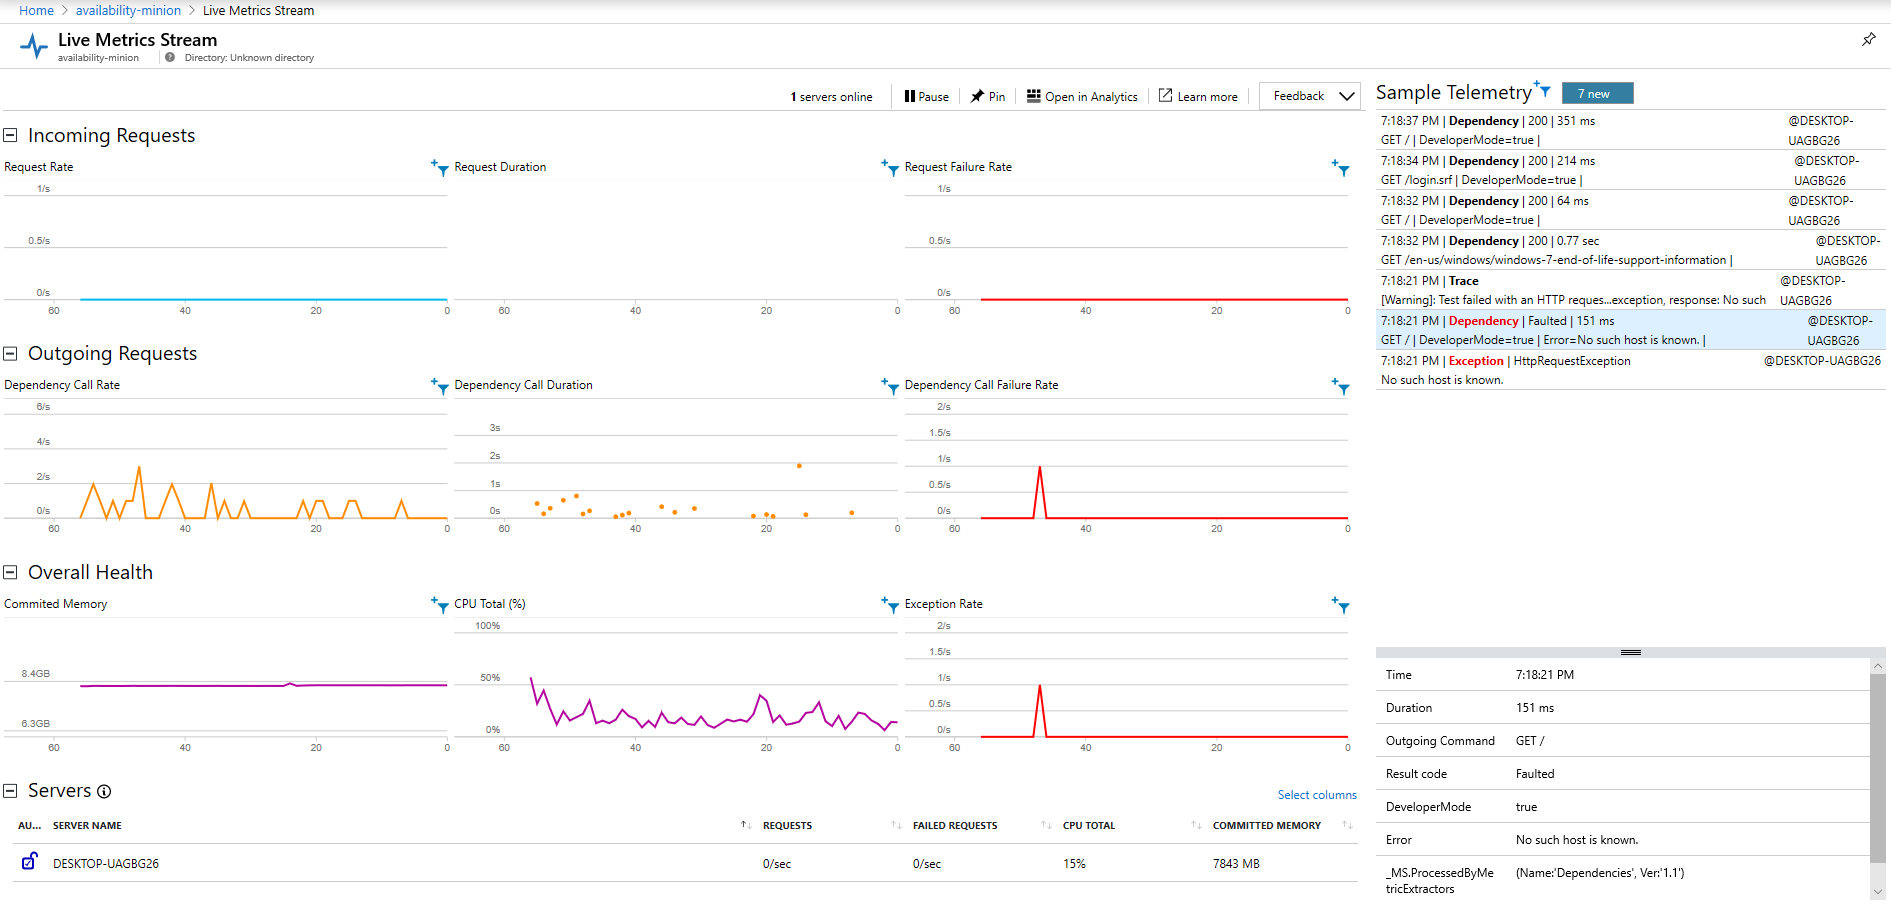 Home > availability-minion > Live Metrics Stream
Live Metrics Stream
availability-minion
Directory: Unknown directory
1 servers online
Pause
Pin
Open in Analytics
Learn more
Feedback
Incoming Requests
Request Rate
1/s
0.5/s
0/s
60 40 20 0
Request Duration
60 40 20 0
Request Failure Rate
1/s
0.5/s
0/s
60 40 20 0
Outgoing Requests
Dependency Call Rate
6/s
4/s
2/s
0/s
60 40 20 0
Dependency Call Duration
3s
2s
1s
0s
60 40 20 0
Dependency Call Failure Rate
2/s
1.5/s
1/s
0.5/s
0/s
60 40 20 0
Overall Health
Commited Memory
8.4GB
6.3GB
60 40 20 0
CPU Total (%)
100%
50%
0%
60 40 20 0
Exception Rate
2/s
1.5/s
1/s
0.5/s
0/s
60 40 20 0
Servers
Select columns
AU... SERVER NAME REQUESTS FAILED REQUESTS CPU TOTAL COMMITTED MEMORY
DESKTOP-UAGBG26 0/sec 0/sec 15% 7843 MB
Sample Telemetry
7 new
7:18:37 PM | Dependency | 200 | 351 ms @DESKTOP-
GET / | DeveloperMode=true | UAGBG26
7:18:34 PM | Dependency | 200 | 214 ms @DESKTOP-
GET /login.srf | DeveloperMode=true | UAGBG26
7:18:32 PM | Dependency | 200 | 64 ms @DESKTOP-
GET / | DeveloperMode=true | UAGBG26
7:18:32 PM | Dependency | 200 | 0.77 sec @DESKTOP-
GET /en-us/windows/windows-7-end-of-life-support-information | UAGBG26
7:18:21 PM | Trace @DESKTOP-
[Warning]: Test failed with an HTTP reques...exception, response: No such UAGBG26
7:18:21 PM | Dependency | Faulted | 151 ms @DESKTOP-
GET / | DeveloperMode=true | Error=No such host is known. | UAGBG26
7:18:21 PM | Exception | HttpRequestException @DESKTOP-UAGBG26
No such host is known.
Time 7:18:21 PM
Duration 151 ms
Outgoing Command GET /
Result code Faulted
DeveloperMode true
Error No such host is known.
_MS.ProcessedByMe (Name:'Dependencies', Ver:'1.1')
tricExtractors